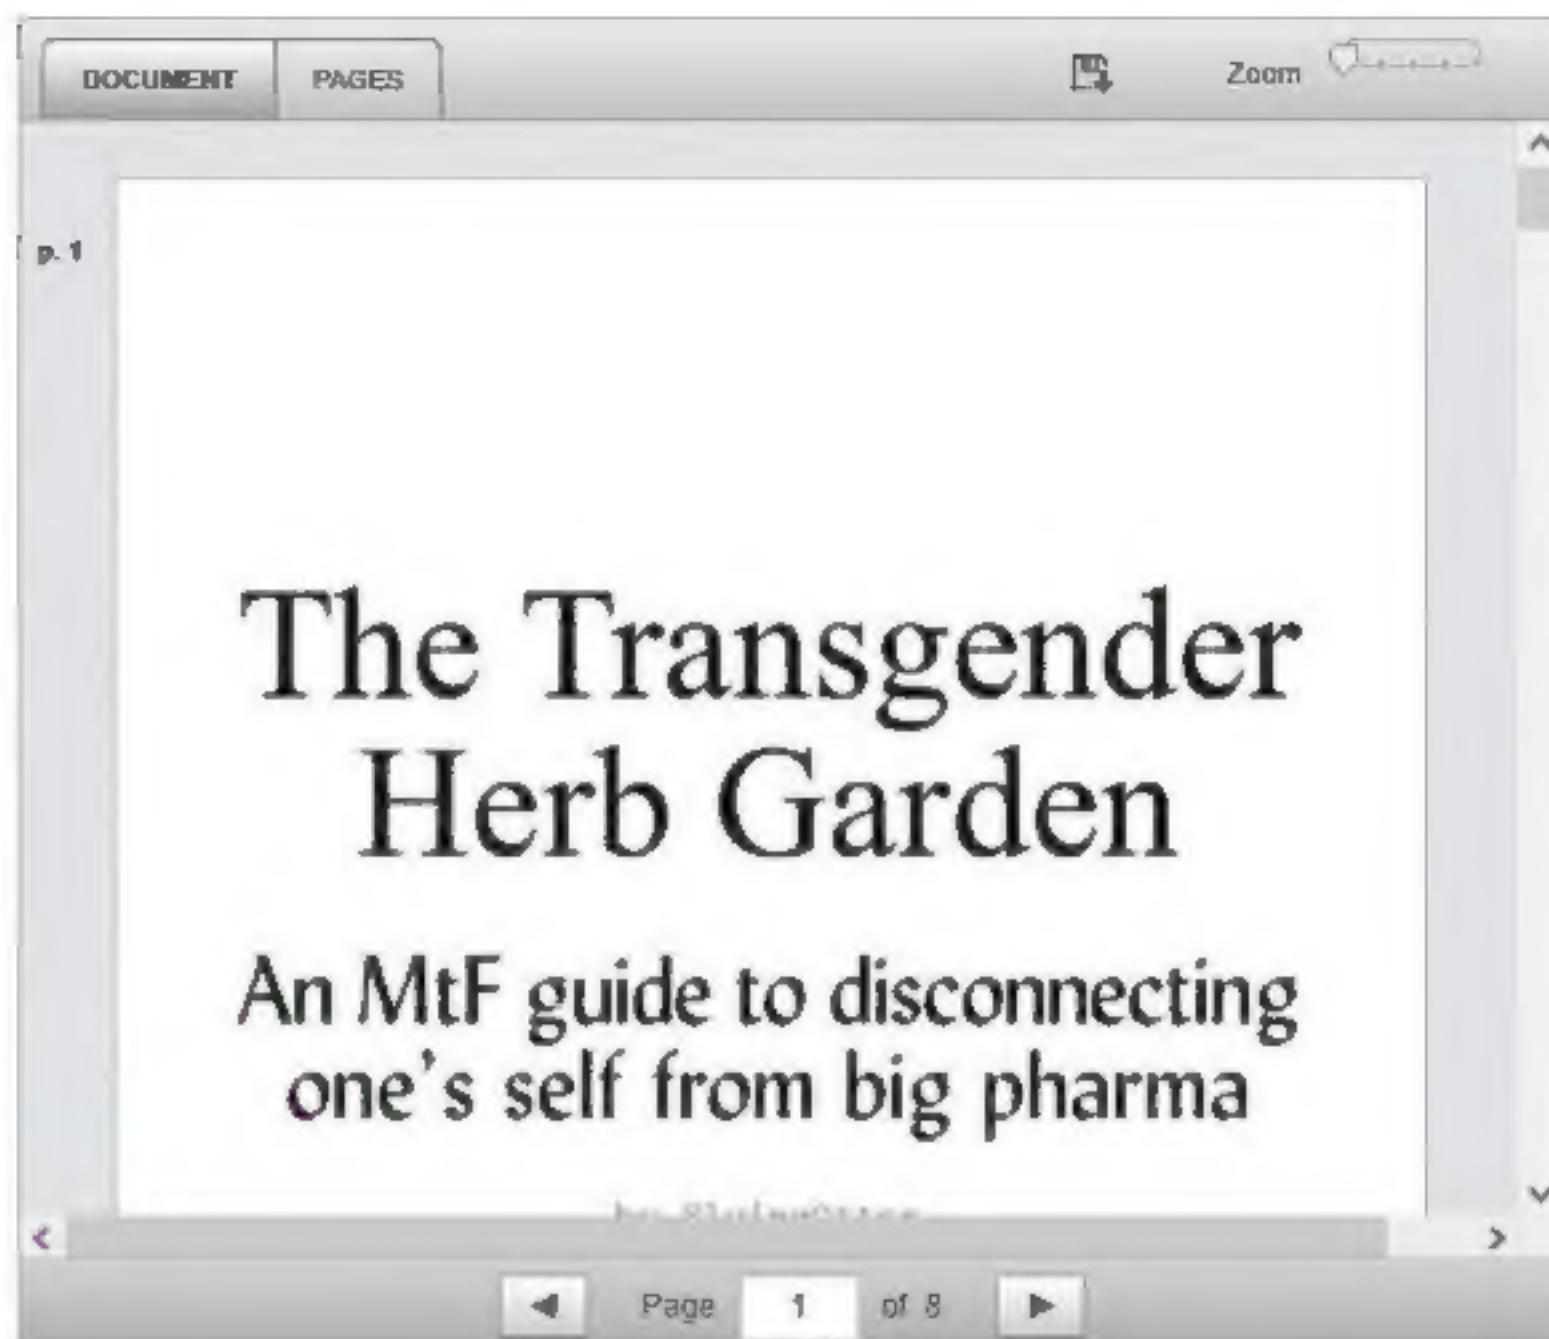 DOCUMENT PAGES Zoom
p. 1
The Transgender
Herb Garden
An MtF guide to disconnecting
one's self from big pharma
by
Page 1 of 8